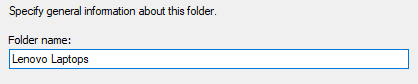 Specify general information about this folder.
Folder name:
Lenovo Laptops